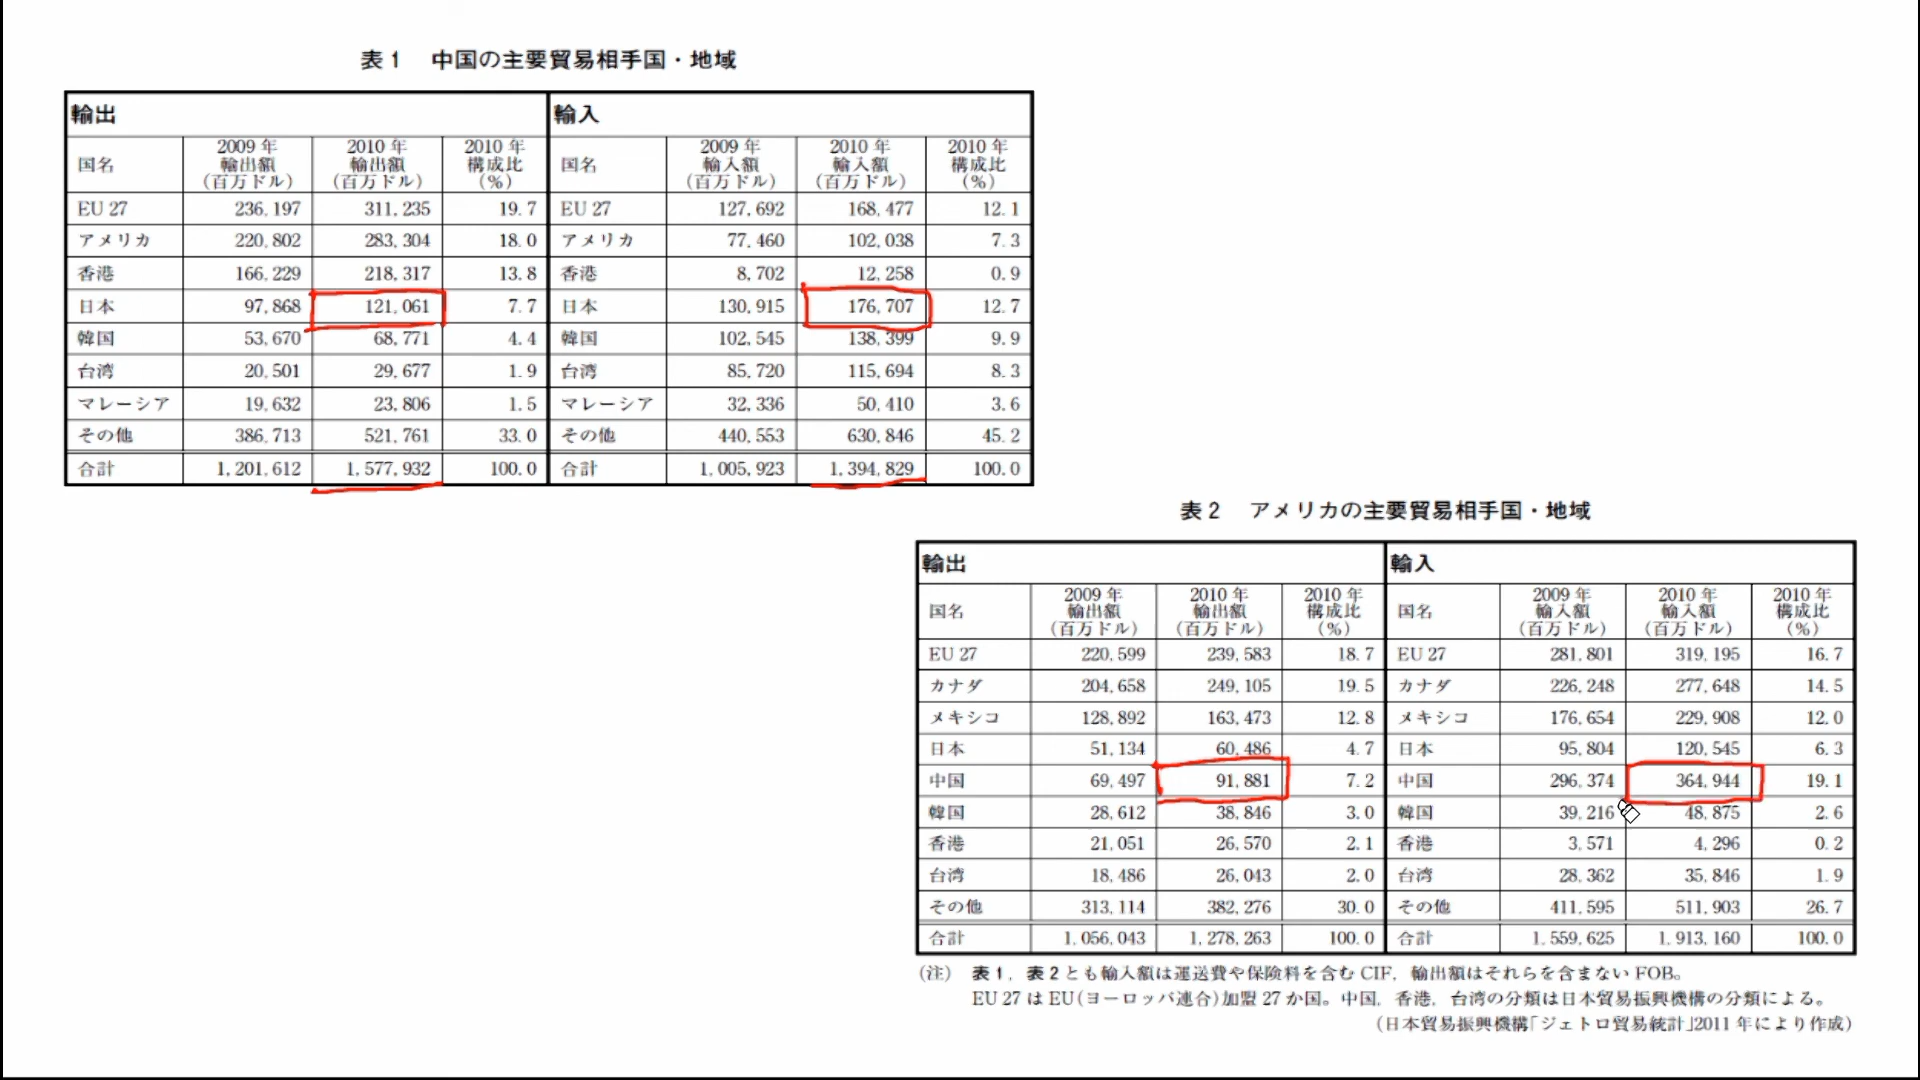 表1 中国の主要貿易相手国・地域
輸出 輸入
国名 2009年輸出額(百万ドル) 2010年輸出額(百万ドル) 2010年構成比(%) 国名 2009年輸入額(百万ドル) 2010年輸入額(百万ドル) 2010年構成比(%)
EU 27 236,197 311,235 19.7 EU 27 127,692 168,477 12.1
アメリカ 220,802 283,304 18.0 アメリカ 77,460 102,038 7.3
香港 166,229 218,317 13.8 香港 8,702 12,258 0.9
日本 97,868 121,061 7.7 日本 130,915 176,707 12.7
韓国 53,670 68,771 4.4 韓国 102,545 138,399 9.9
台湾 20,501 29,677 1.9 台湾 85,720 115,694 8.3
マレーシア 19,632 23,806 1.5 マレーシア 32,336 50,410 3.6
その他 386,713 521,761 33.0 その他 440,553 630,846 45.2
合計 1,201,612 1,577,932 100.0 合計 1,005,923 1,394,829 100.0
表2 アメリカの主要貿易相手国・地域
輸出 輸入
国名 2009年輸出額(百万ドル) 2010年輸出額(百万ドル) 2010年構成比(%) 国名 2009年輸入額(百万ドル) 2010年輸入額(百万ドル) 2010年構成比(%)
EU 27 220,599 239,583 18.7 EU 27 281,801 319,195 16.7
カナダ 204,658 249,105 19.5 カナダ 226,248 277,648 14.5
メキシコ 128,892 163,473 12.8 メキシコ 176,654 229,908 12.0
日本 51,134 60,486 4.7 日本 95,804 120,545 6.3
中国 69,497 91,881 7.2 中国 296,374 364,944 19.1
韓国 28,612 38,846 3.0 韓国 39,216 48,875 2.6
香港 21,051 26,570 2.1 香港 3,571 4,296 0.2
台湾 18,486 26,043 2.0 台湾 28,362 35,846 1.9
その他 313,114 382,276 30.0 その他 411,595 511,903 26.7
合計 1,056,043 1,278,263 100.0 合計 1,559,625 1,913,160 100.0
(注) 表1,表2とも輸入額は運送費や保険料を含むCIF,輸出額はそれらを含まないFOB。
EU 27はEU(ヨーロッパ連合)加盟27か国。中国,香港,台湾の分類は日本貿易振興機構の分類による。
(日本貿易振興機構「ジェトロ貿易統計」2011年により作成)